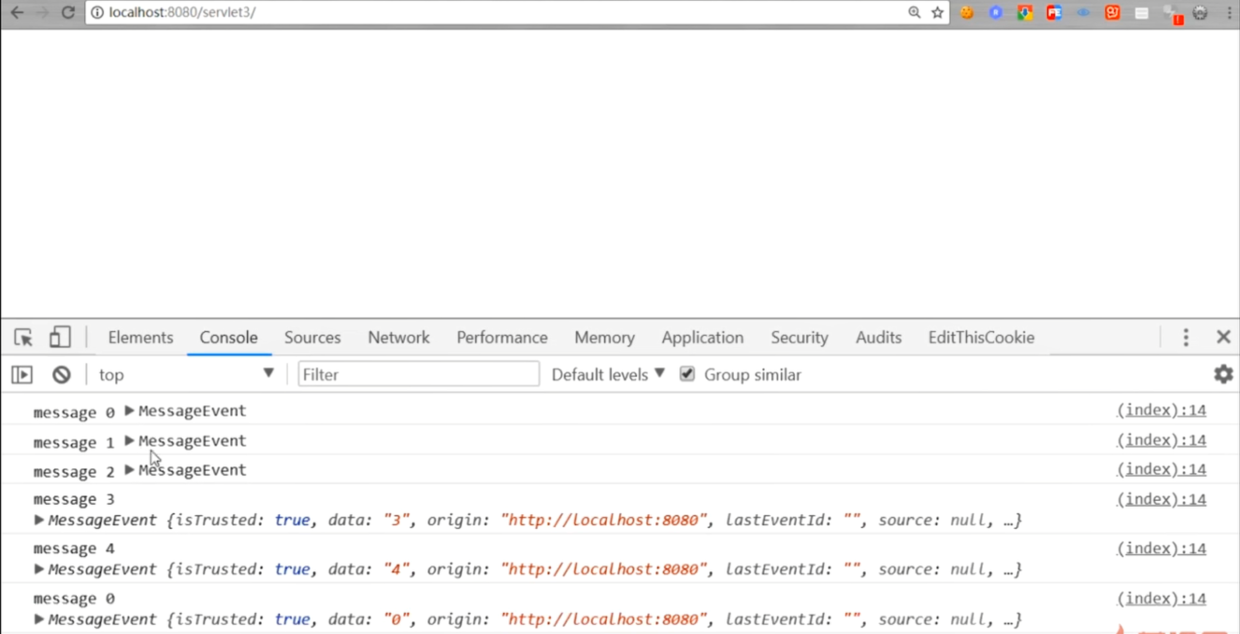 localhost:8080/servlet3/
Elements Console Sources Network Performance Memory Application Security Audits EditThisCookie
top Filter Default levels Group similar
message 0 MessageEvent (index):14
message 1 MessageEvent (index):14
message 2 MessageEvent (index):14
message 3 (index):14
MessageEvent {isTrusted: true, data: "3", origin: "http://localhost:8080", lastEventId: "", source: null, …}
message 4 (index):14
MessageEvent {isTrusted: true, data: "4", origin: "http://localhost:8080", lastEventId: "", source: null, …}
message 0 (index):14
MessageEvent {isTrusted: true, data: "0", origin: "http://localhost:8080", lastEventId: "", source: null, …}